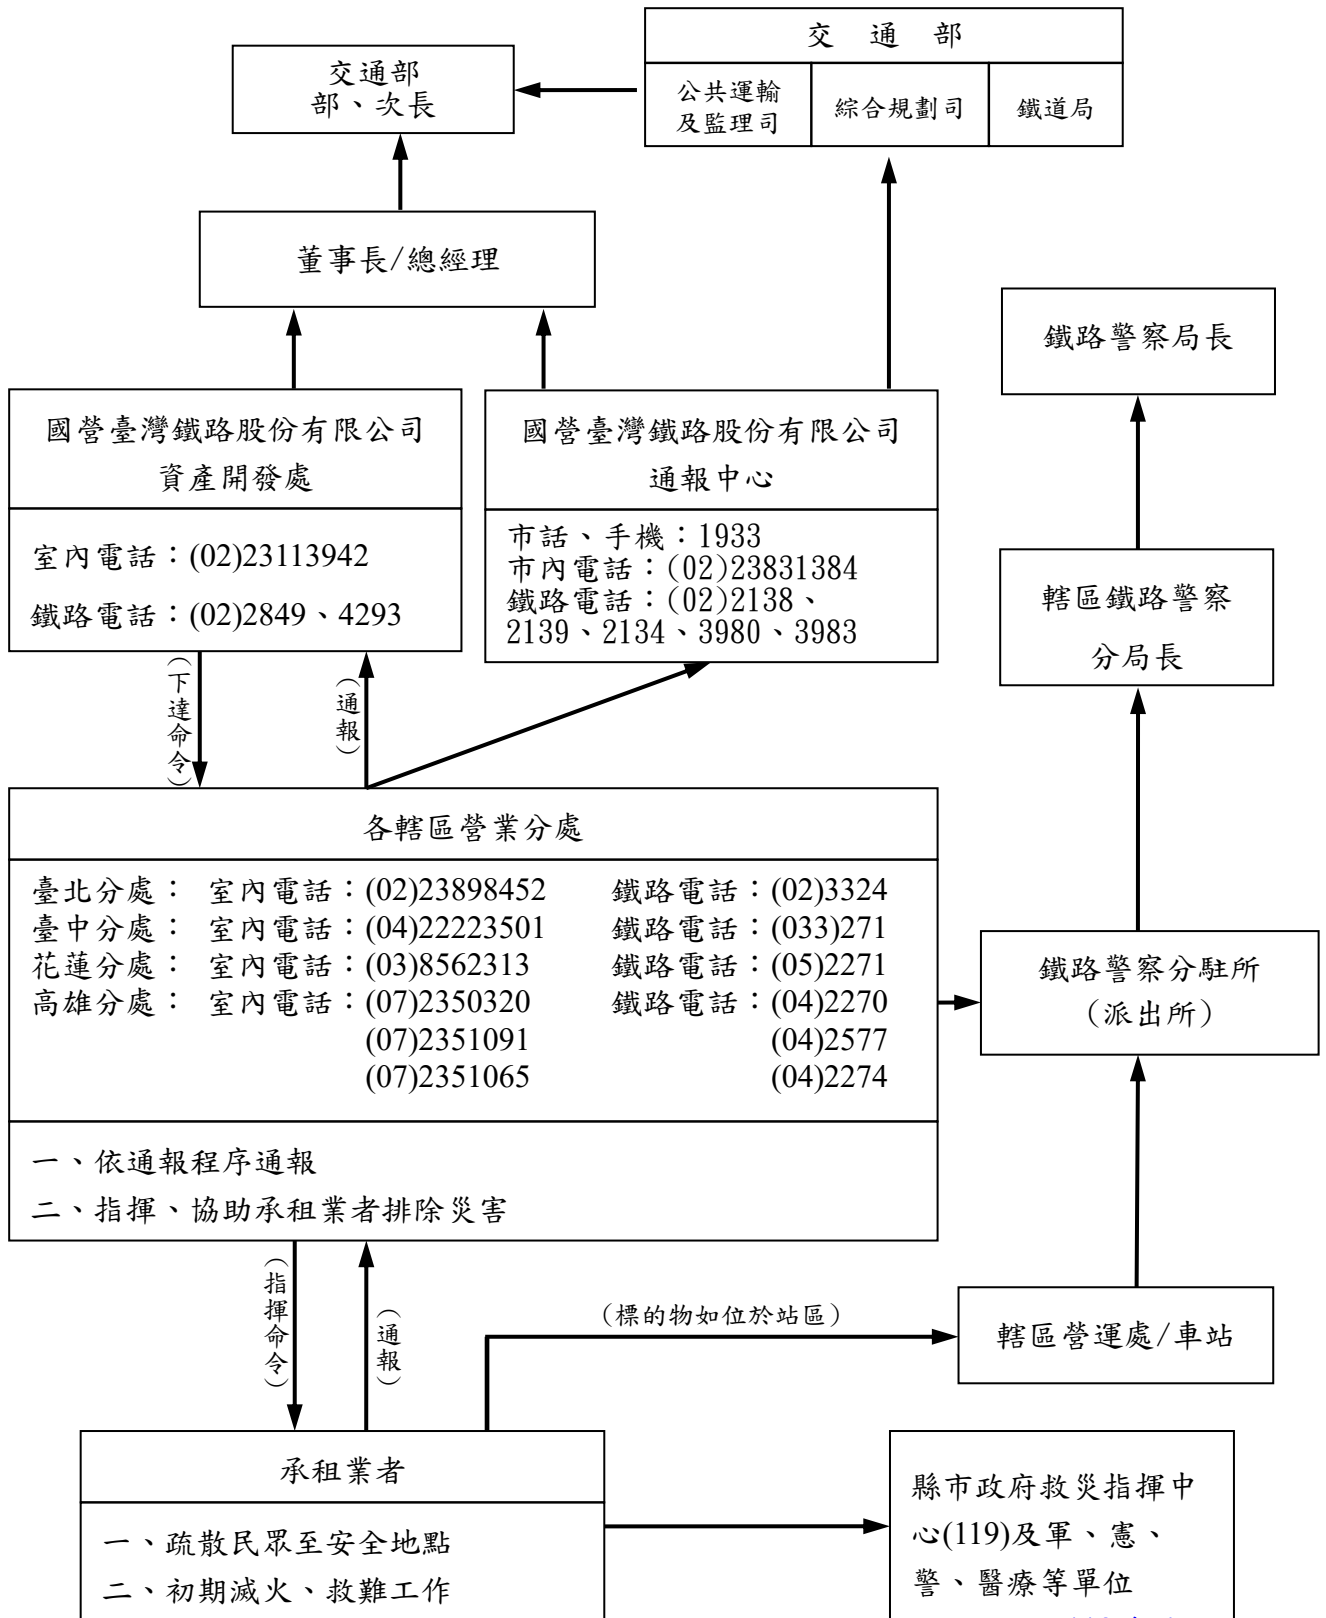 交通部
公共運輸
及監理司
綜合規劃司
鐵道局
交通部
部、次長
董事長/總經理
鐵路警察局長
國營臺灣鐵路股份有限公司
資產開發處
室內電話：(02)23113942
鐵路電話：(02)2849、4293
國營臺灣鐵路股份有限公司
通報中心
市話、手機：1933
市內電話：(02)23831384
鐵路電話：(02)2138、
2139、2134、3980、3983
轄區鐵路警察
分局長
(下達命令)
(通報)
各轄區營業分處
臺北分處： 室內電話：(02)23898452 鐵路電話：(02)3324
臺中分處： 室內電話：(04)22223501 鐵路電話：(033)271
花蓮分處： 室內電話：(03)8562313 鐵路電話：(05)2271
高雄分處： 室內電話：(07)2350320 鐵路電話：(04)2270
(07)2351091 (04)2577
(07)2351065 (04)2274
一、依通報程序通報
二、指揮、協助承租業者排除災害
鐵路警察分駐所
(派出所)
(指揮命令)
(通報)
(標的物如位於站區)
轄區營運處/車站
承租業者
一、疏散民眾至安全地點
二、初期滅火、救難工作
縣市政府救災指揮中
心(119)及軍、憲、
警、醫療等單位